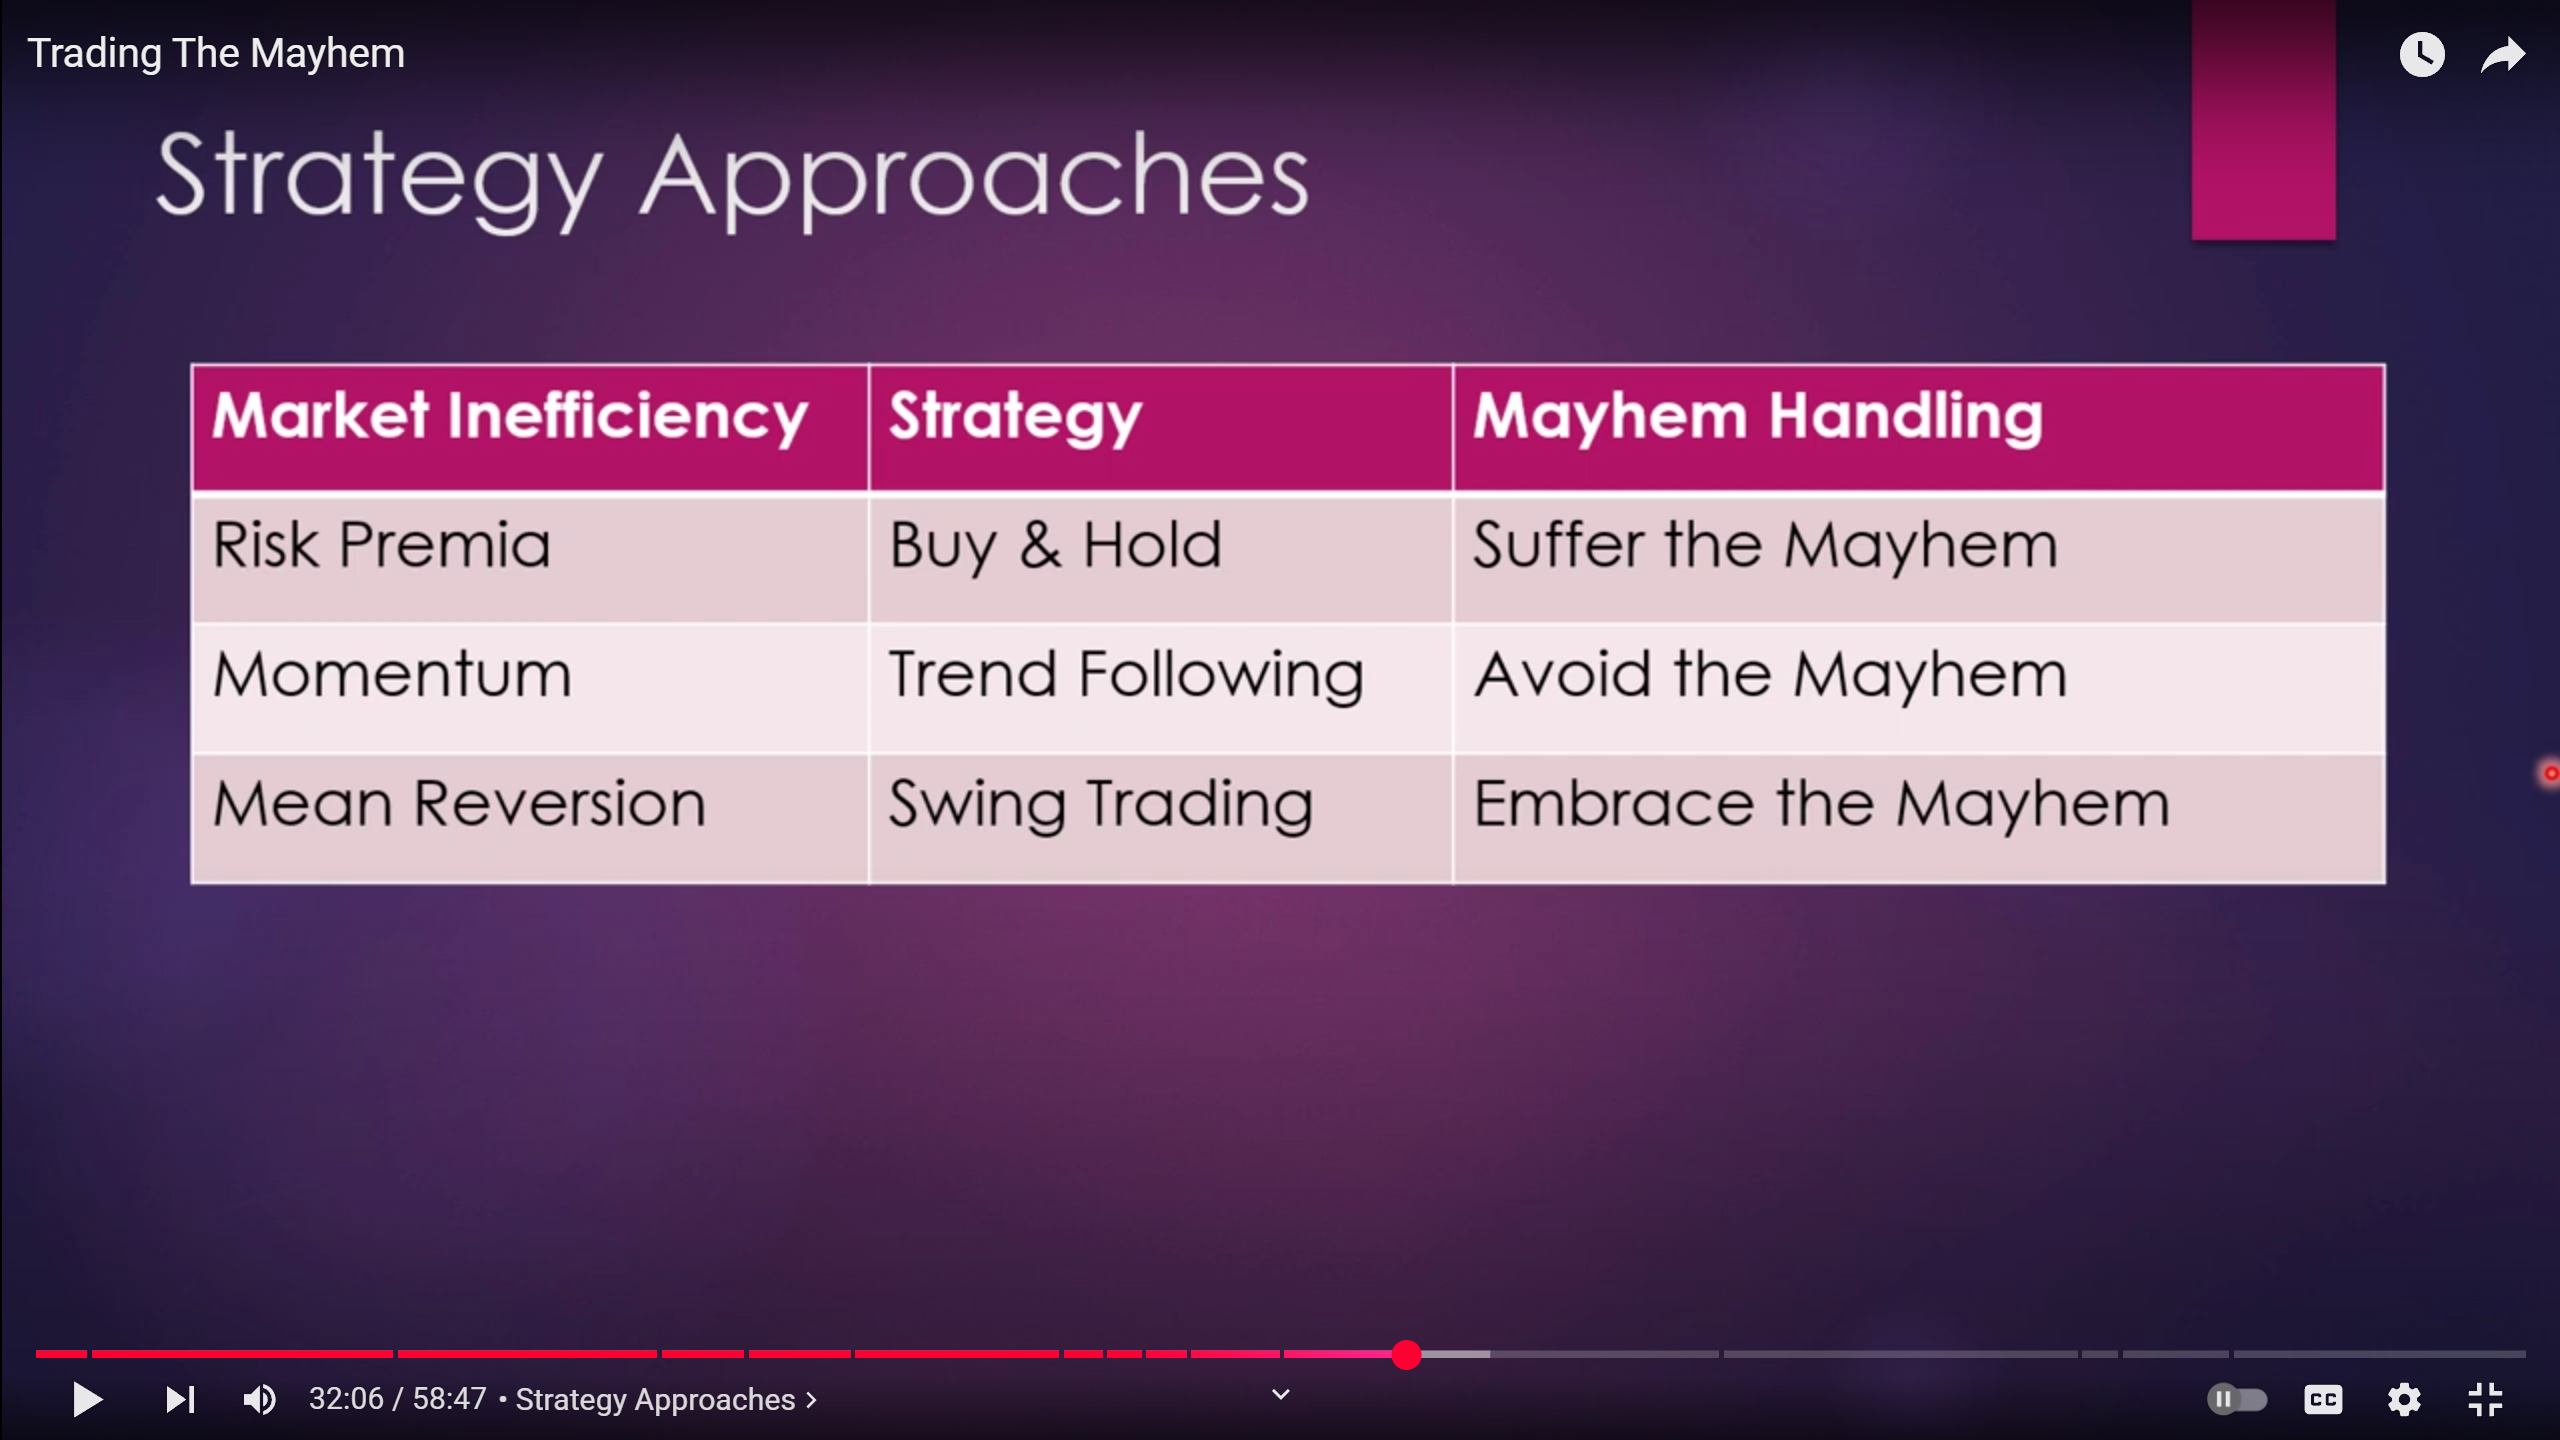 Trading The Mayhem
Strategy Approaches
Market Inefficiency Strategy Mayhem Handling
Risk Premia Buy & Hold Suffer the Mayhem
Momentum Trend Following Avoid the Mayhem
Mean Reversion Swing Trading Embrace the Mayhem
32:06 / 58:47 • Strategy Approaches
CC